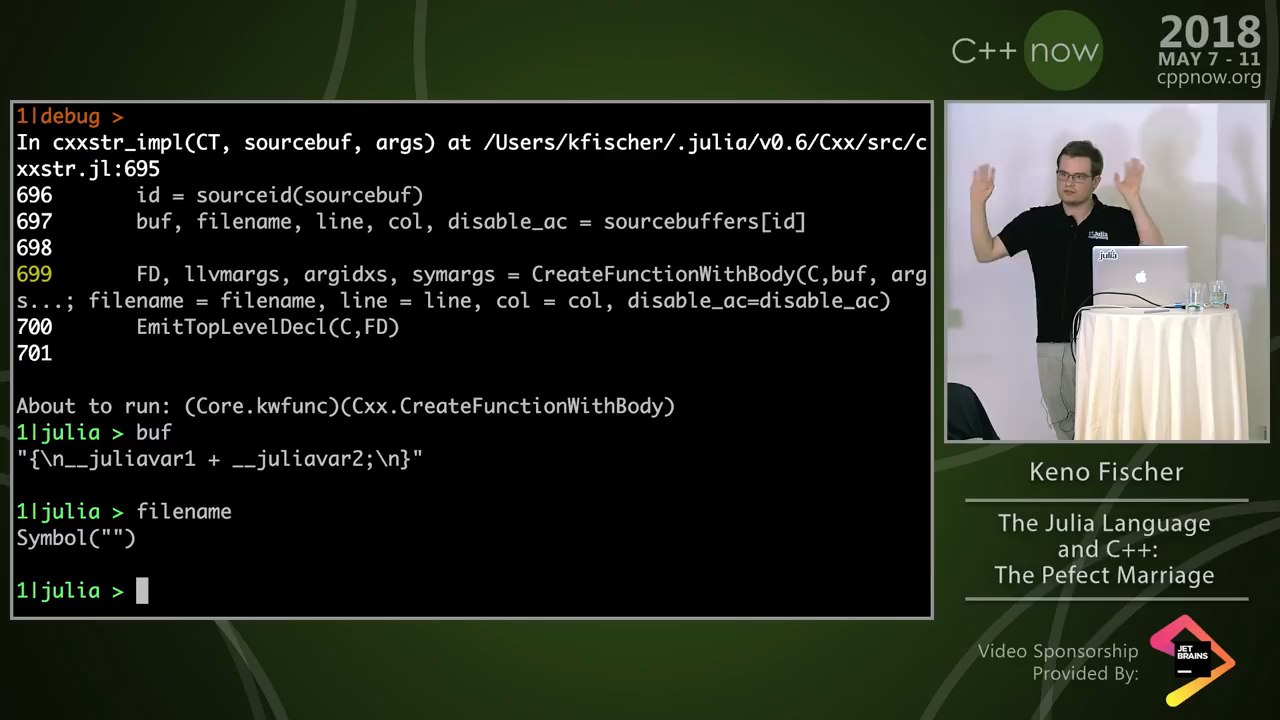 C++ now
2018
MAY 7 - 11
cppnow.org
1|debug >
In cxxstr_impl(CT, sourcebuf, args) at /Users/kfischer/.julia/v0.6/Cxx/src/c
xxstr.jl:695
696 id = sourceid(sourcebuf)
697 buf, filename, line, col, disable_ac = sourcebuffers[id]
698
699 FD, llvmargs, argidxs, symargs = CreateFunctionWithBody(C,buf, arg
s...; filename = filename, line = line, col = col, disable_ac=disable_ac)
700 EmitTopLevelDecl(C,FD)
701
About to run: (Core.kwfunc)(Cxx.CreateFunctionWithBody)
1|julia > buf
"{\n__juliavar1 + __juliavar2;\n}"
1|julia > filename
Symbol("")
1|julia >
julia
Keno Fischer
The Julia Language
and C++:
The Pefect Marriage
Video Sponsorship
Provided By:
JET
BRAINS